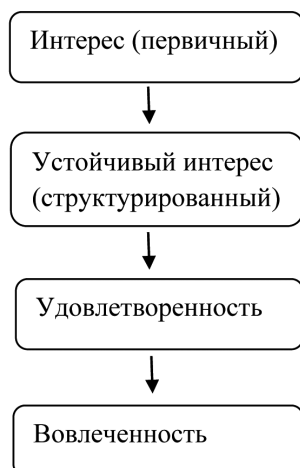 Интерес (первичный)
Устойчивый интерес
(структурированный)
Удовлетворенность
Вовлеченность